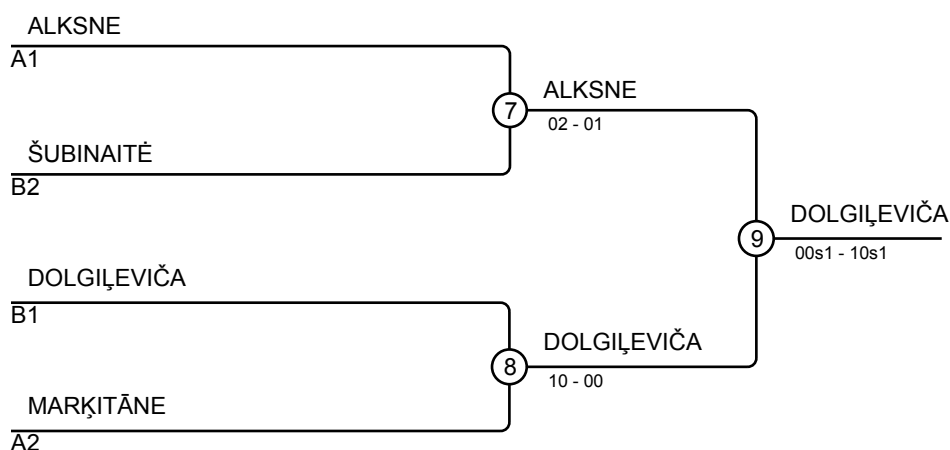 ALKSNE
A1
7
ALKSNE
02 - 01
ŠUBINAITĖ
B2
9
DOLGIĻEVIČA
00s1 - 10s1
DOLGIĻEVIČA
B1
8
DOLGIĻEVIČA
10 - 00
MARĶITĀNE
A2